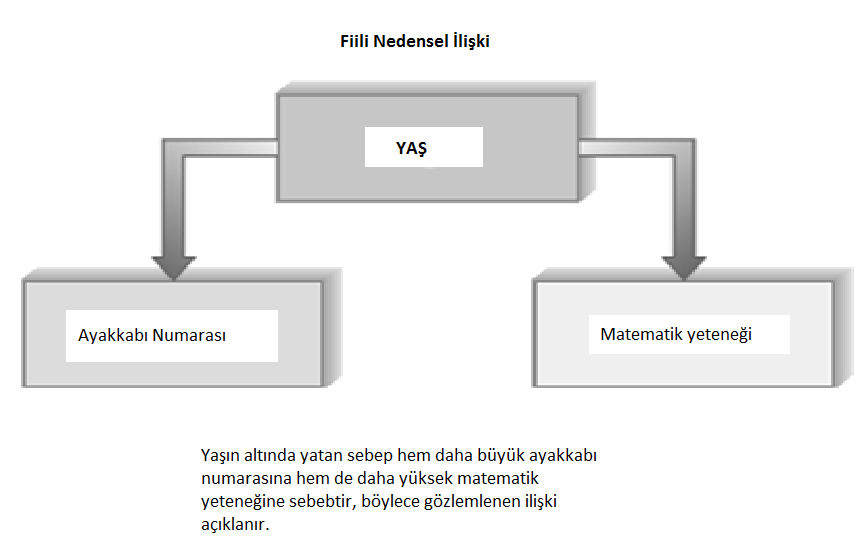 Fiili Nedensel İlişki
YAŞ
Ayakkabı Numarası
Matematik yeteneği
Yaşın altında yatan sebep hem daha büyük ayakkabı
numarasına hem de daha yüksek matematik
yeteneğine sebebtir, böylece gözlemlenen ilişki
açıklanır.